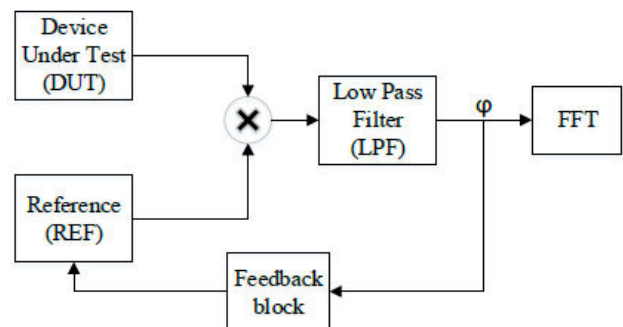 Device
Under Test
(DUT)
Low Pass
Filter
(LPF)
φ
FFT
Reference
(REF)
Feedback
block